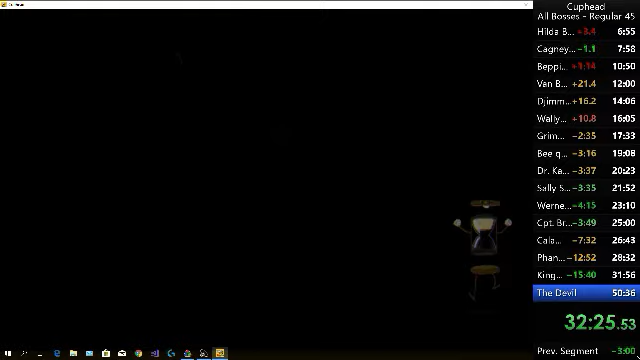 Cuphead
Cuphead
All Bosses - Regular 45
Hilda B... +3.4 6:55
Cagney... -1.1 7:58
Beppi... +1:14 10:50
Van B... +21.4 12:00
Djimm... +16.2 14:06
Wally... +10.8 16:05
Grim... -2:35 17:33
Bee q... -3:16 19:08
Dr. Ka... -3:37 20:23
Sally S... -3:35 21:52
Werne... -4:15 23:10
Cpt. Br... -3:49 25:00
Cala... -7:32 26:43
Phan... -12:52 28:32
King... -15:40 31:56
The Devil 50:36
32:25.53
Prev. Segment -3:00